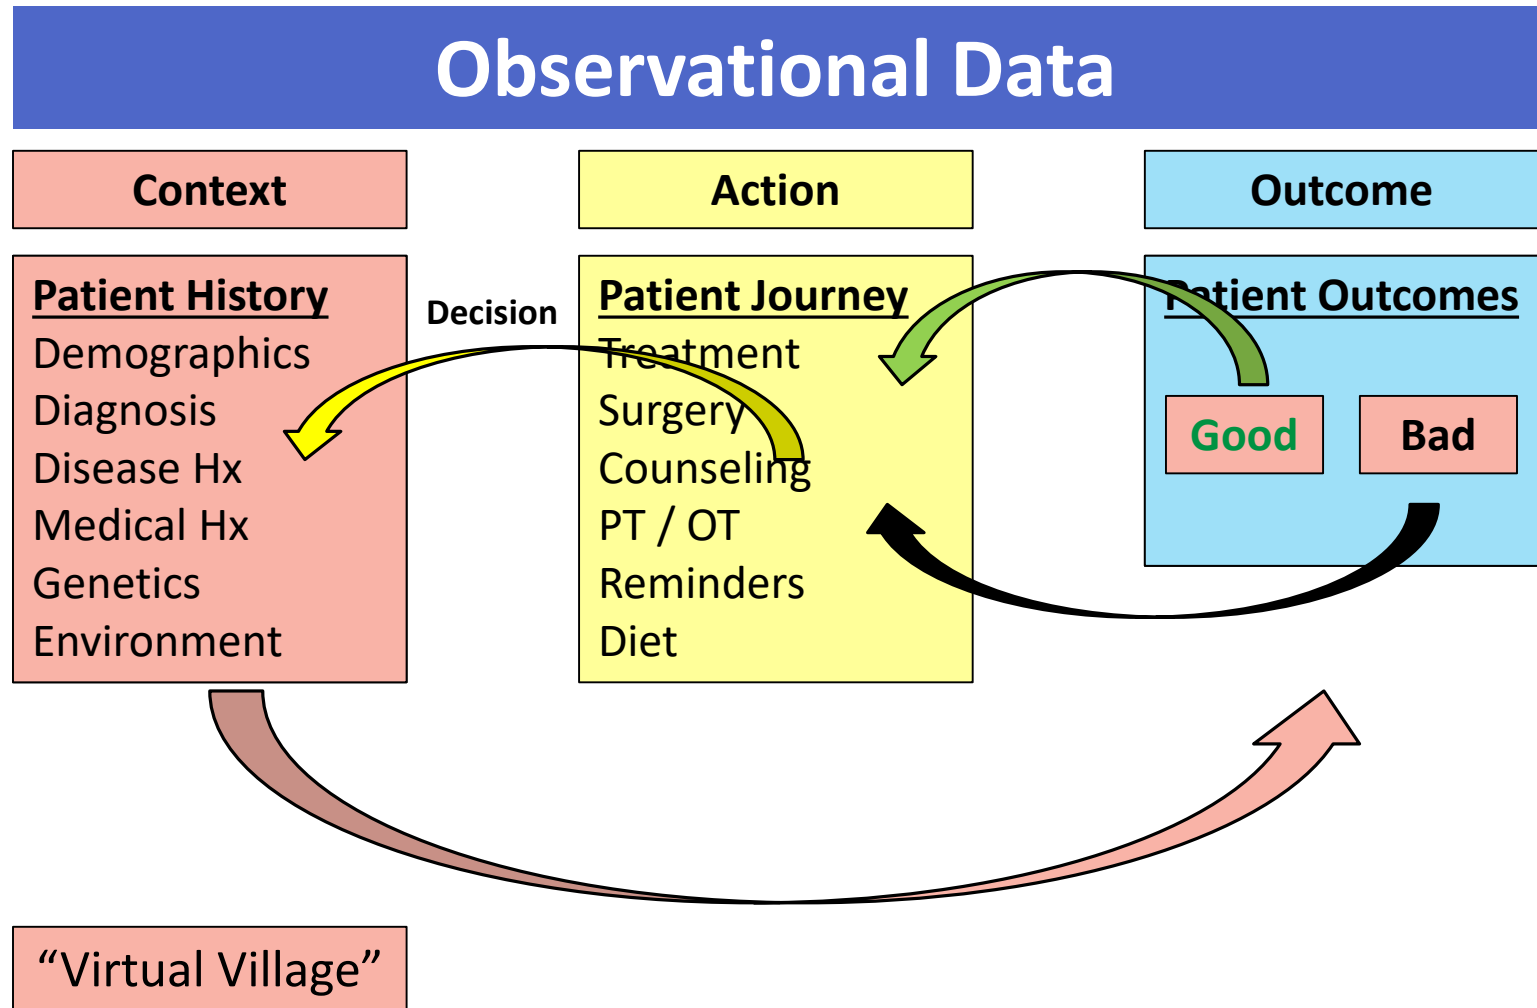 Observational Data
Context
Action
Outcome
Patient History
Demographics
Diagnosis
Disease Hx
Medical Hx
Genetics
Environment
Decision
Patient Journey
Treatment
Surgery
Counseling
PT / OT
Reminders
Diet
Patient Outcomes
Good
Bad
“Virtual Village”